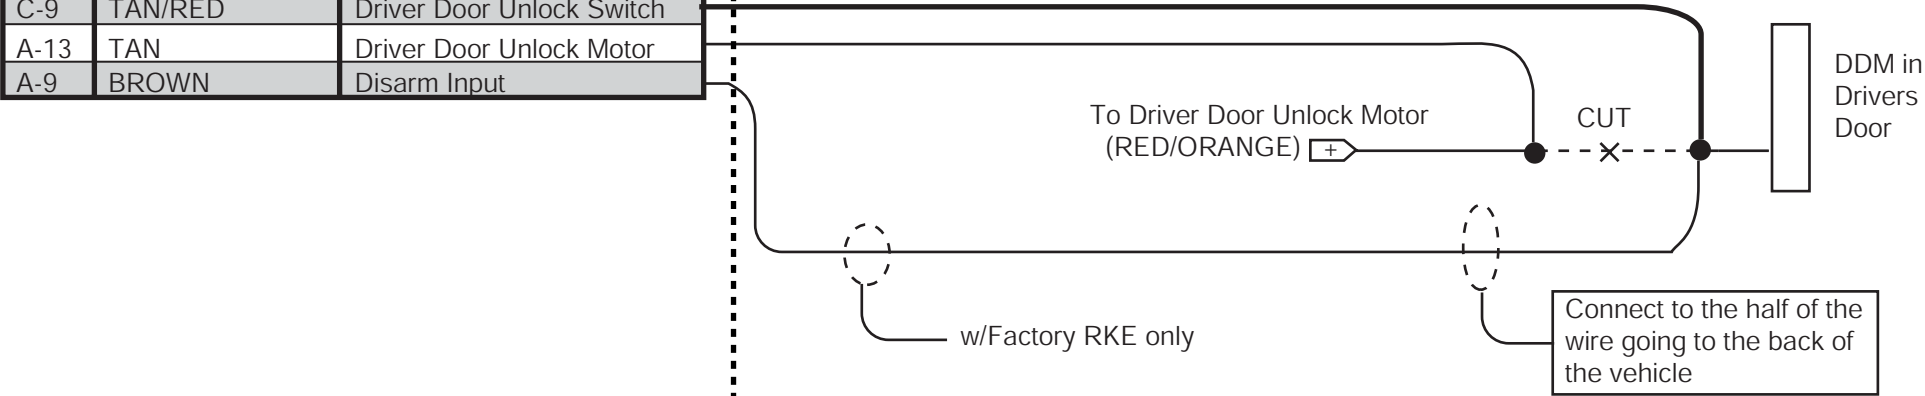 C-9 TAN/RED Driver Door Unlock Switch
A-13 TAN Driver Door Unlock Motor
A-9 BROWN Disarm Input
To Driver Door Unlock Motor
(RED/ORANGE) +
CUT
DDM in
Drivers
Door
w/Factory RKE only
Connect to the half of the
wire going to the back of
the vehicle